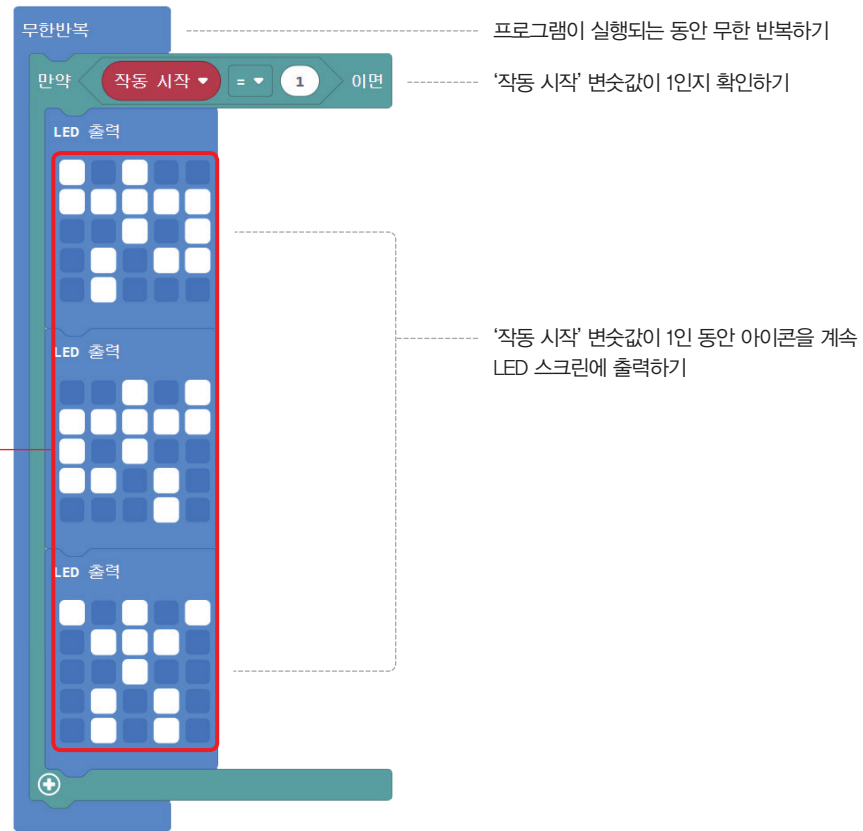 무한반복
프로그램이 실행되는 동안 무한 반복하기
만약 작동 시작 = 1 이면
‘작동 시작’ 변숫값이 1인지 확인하기
LED 출력
‘작동 시작’ 변숫값이 1인 동안 아이콘을 계속
LED 스크린에 출력하기
LED 출력
LED 출력